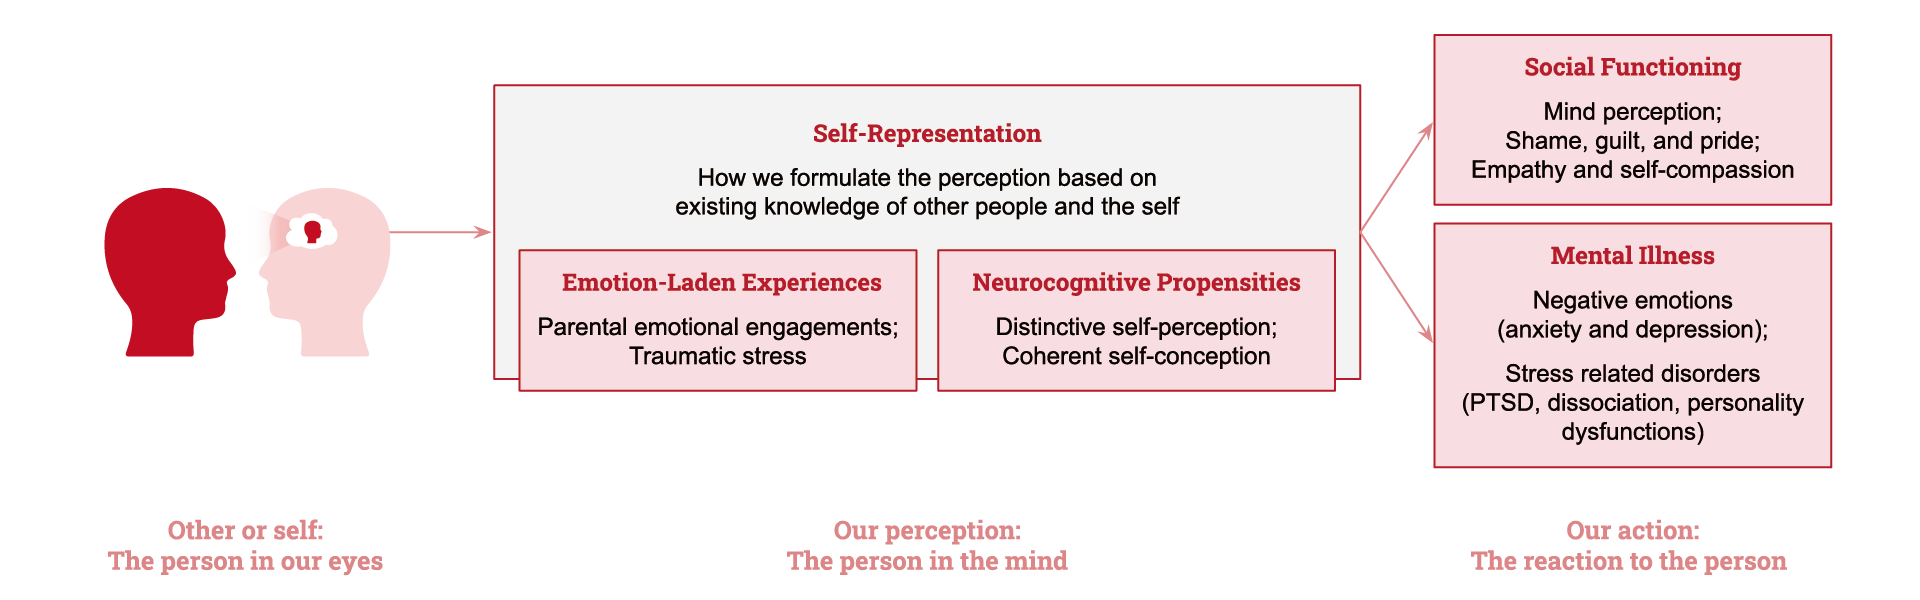 Self-Representation
How we formulate the perception based on
existing knowledge of other people and the self
Emotion-Laden Experiences
Parental emotional engagements;
Traumatic stress
Neurocognitive Propensities
Distinctive self-perception;
Coherent self-conception
Social Functioning
Mind perception;
Shame, guilt, and pride;
Empathy and self-compassion
Mental Illness
Negative emotions
(anxiety and depression);
Stress related disorders
(PTSD, dissociation, personality
dysfunctions)
Other or self:
The person in our eyes
Our perception:
The person in the mind
Our action:
The reaction to the person